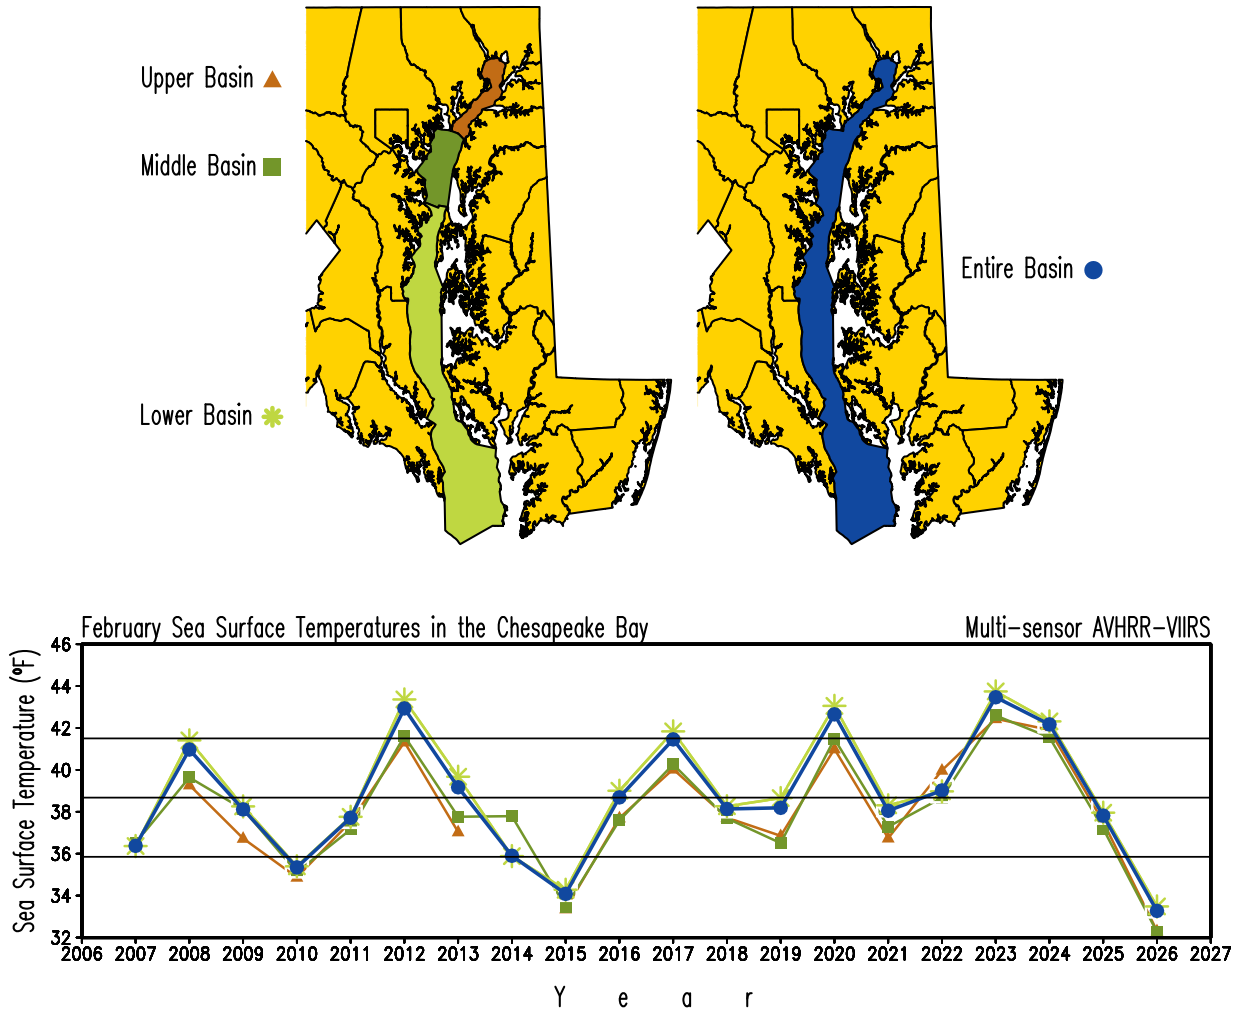 Upper Basin
Middle Basin
Entire Basin
Lower Basin
February Sea Surface Temperatures in the Chesapeake Bay
Multi-sensor AVHRR-VIIRS
Sea Surface Temperature (ºF)
46
44
42
40
38
36
34
32
2006 2007 2008 2009 2010 2011 2012 2013 2014 2015 2016 2017 2018 2019 2020 2021 2022 2023 2024 2025 2026 2027
Y e a r